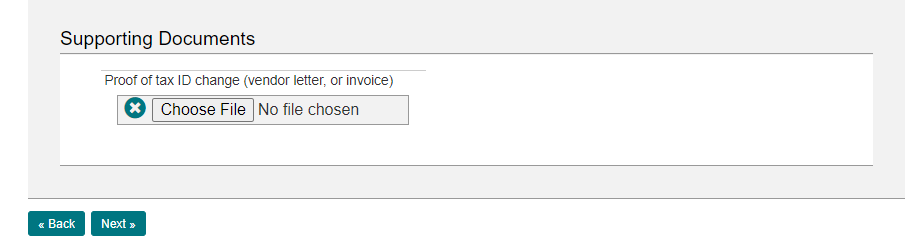 Supporting Documents
Proof of tax ID change (vendor letter, or invoice)
Choose File No file chosen
« Back Next »